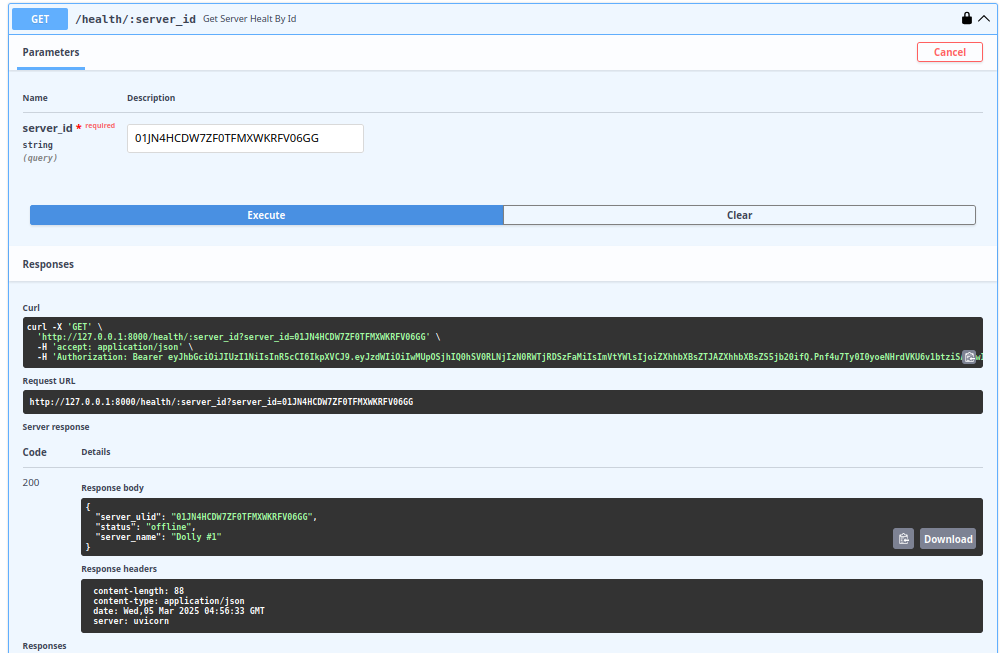 GET /health/:server_id Get Server Healt By Id
Parameters
Cancel
Name Description
server_id * required
string
(query)
01JN4HCDW7ZF0TFMXWKRFV06GG
Execute
Clear
Responses
Curl
curl -X 'GET' \
'http://127.0.0.1:8000/health/:server_id?server_id=01JN4HCDW7ZF0TFMXWKRFV06GG' \
-H 'accept: application/json' \
-H 'Authorization: Bearer
Request URL
http://127.0.0.1:8000/health/:server_id?server_id=01JN4HCDW7ZF0TFMXWKRFV06GG
Server response
Code Details
200
Response body
{
"server_ulid": "01JN4HCDW7ZF0TFMXWKRFV06GG",
"status": "offline",
"server_name": "Dolly #1"
}
Download
Response headers
content-length: 88
content-type: application/json
date: Wed,05 Mar 2025 04:56:33 GMT
server: uvicorn
Responses